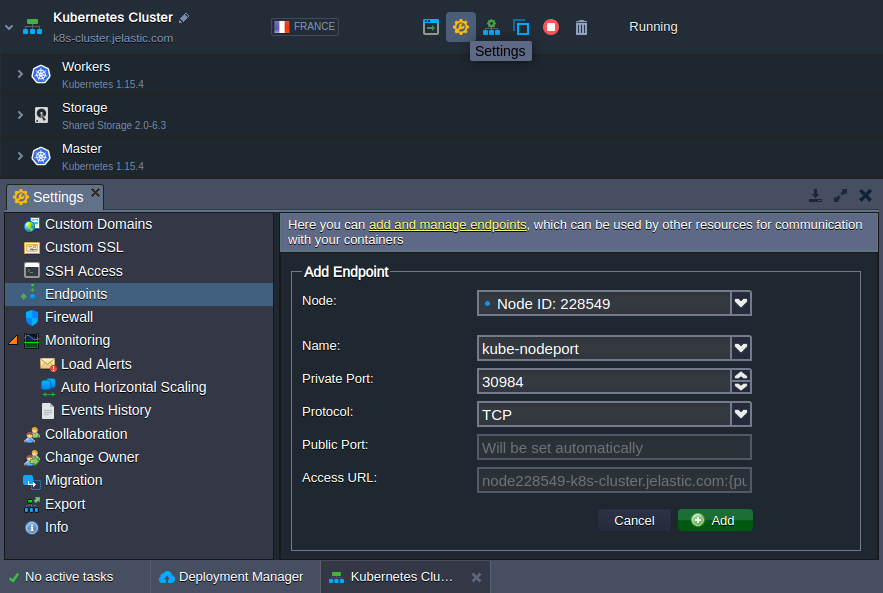 Kubernetes Cluster
k8s-cluster.jelastic.com
FRANCE
Running
Settings
Workers
Kubernetes 1.15.4
Storage
Shared Storage 2.0-6.3
Master
Kubernetes 1.15.4
Settings
Custom Domains
Custom SSL
SSH Access
Endpoints
Firewall
Monitoring
Load Alerts
Auto Horizontal Scaling
Events History
Collaboration
Change Owner
Migration
Export
Info
Here you can add and manage endpoints, which can be used by other resources for communication
with your containers
Add Endpoint
Node: Node ID: 228549
Name: kube-nodeport
Private Port: 30984
Protocol: TCP
Public Port: Will be set automatically
Access URL: node228549-k8s-cluster.jelastic.com:{pu
Cancel Add
No active tasks Deployment Manager Kubernetes Clu...